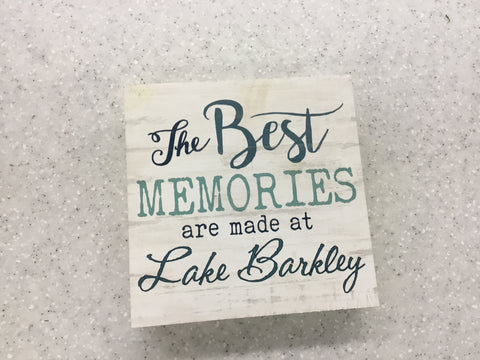 The Best
MEMORIES
are made at
Lake Barkley